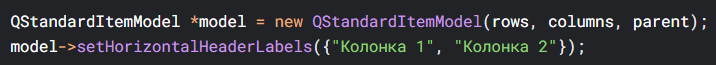 QStandardItemModel *model = new QStandardItemModel(rows, columns, parent);
model->setHorizontalHeaderLabels({"Колонка 1", "Колонка 2"});